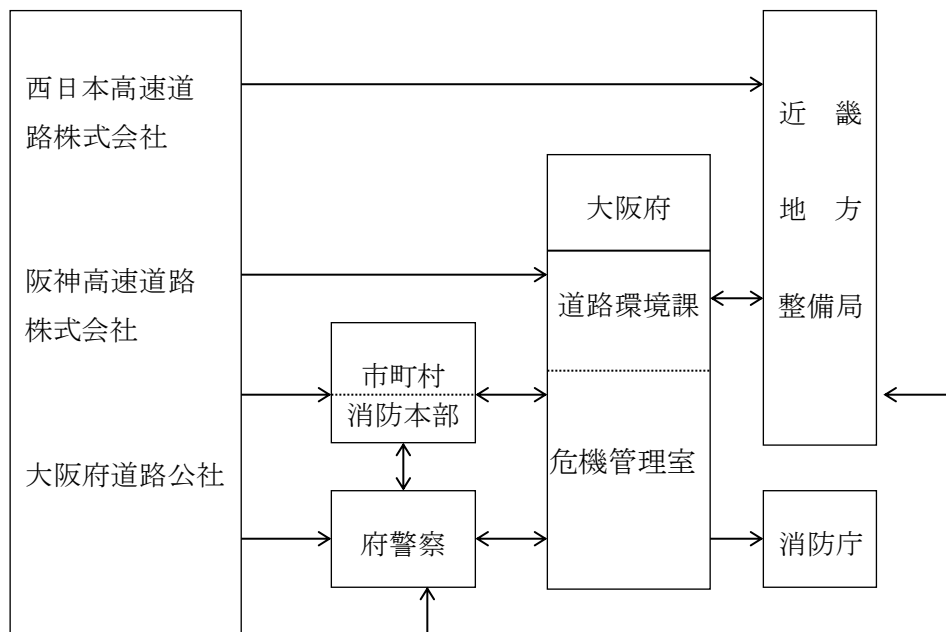 西日本高速道
路株式会社
阪神高速道路
株式会社
大阪府道路公社
市町村
消防本部
府警察
大阪府
道路環境課
危機管理室
近　畿
地　方
整備局
消防庁